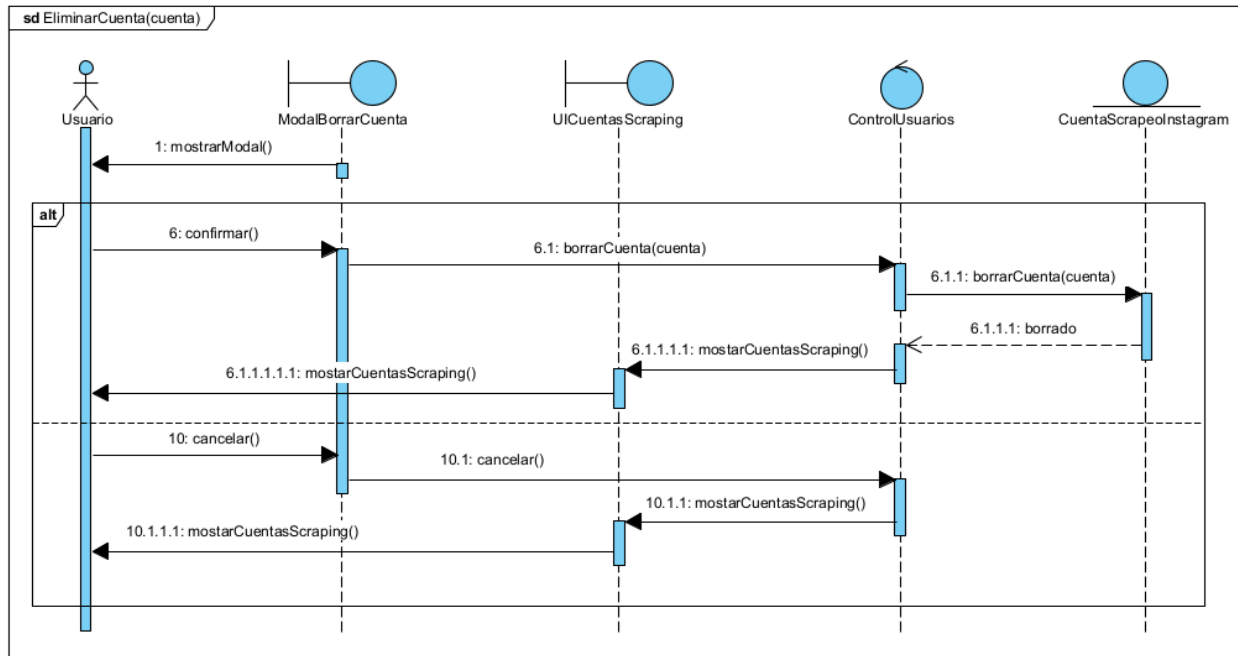 sd EliminarCuenta(cuenta)
Usuario
ModalBorrarCuenta
UICuentasScraping
ControlUsuarios
CuentaScrapeoInstagram
1: mostrarModal()
alt
6: confirmar()
6.1: borrarCuenta(cuenta)
6.1.1: borrarCuenta(cuenta)
6.1.1.1: borrado
6.1.1.1.1: mostarCuentasScraping()
6.1.1.1.1.1: mostarCuentasScraping()
10: cancelar()
10.1: cancelar()
10.1.1: mostarCuentasScraping()
10.1.1.1: mostarCuentasScraping()